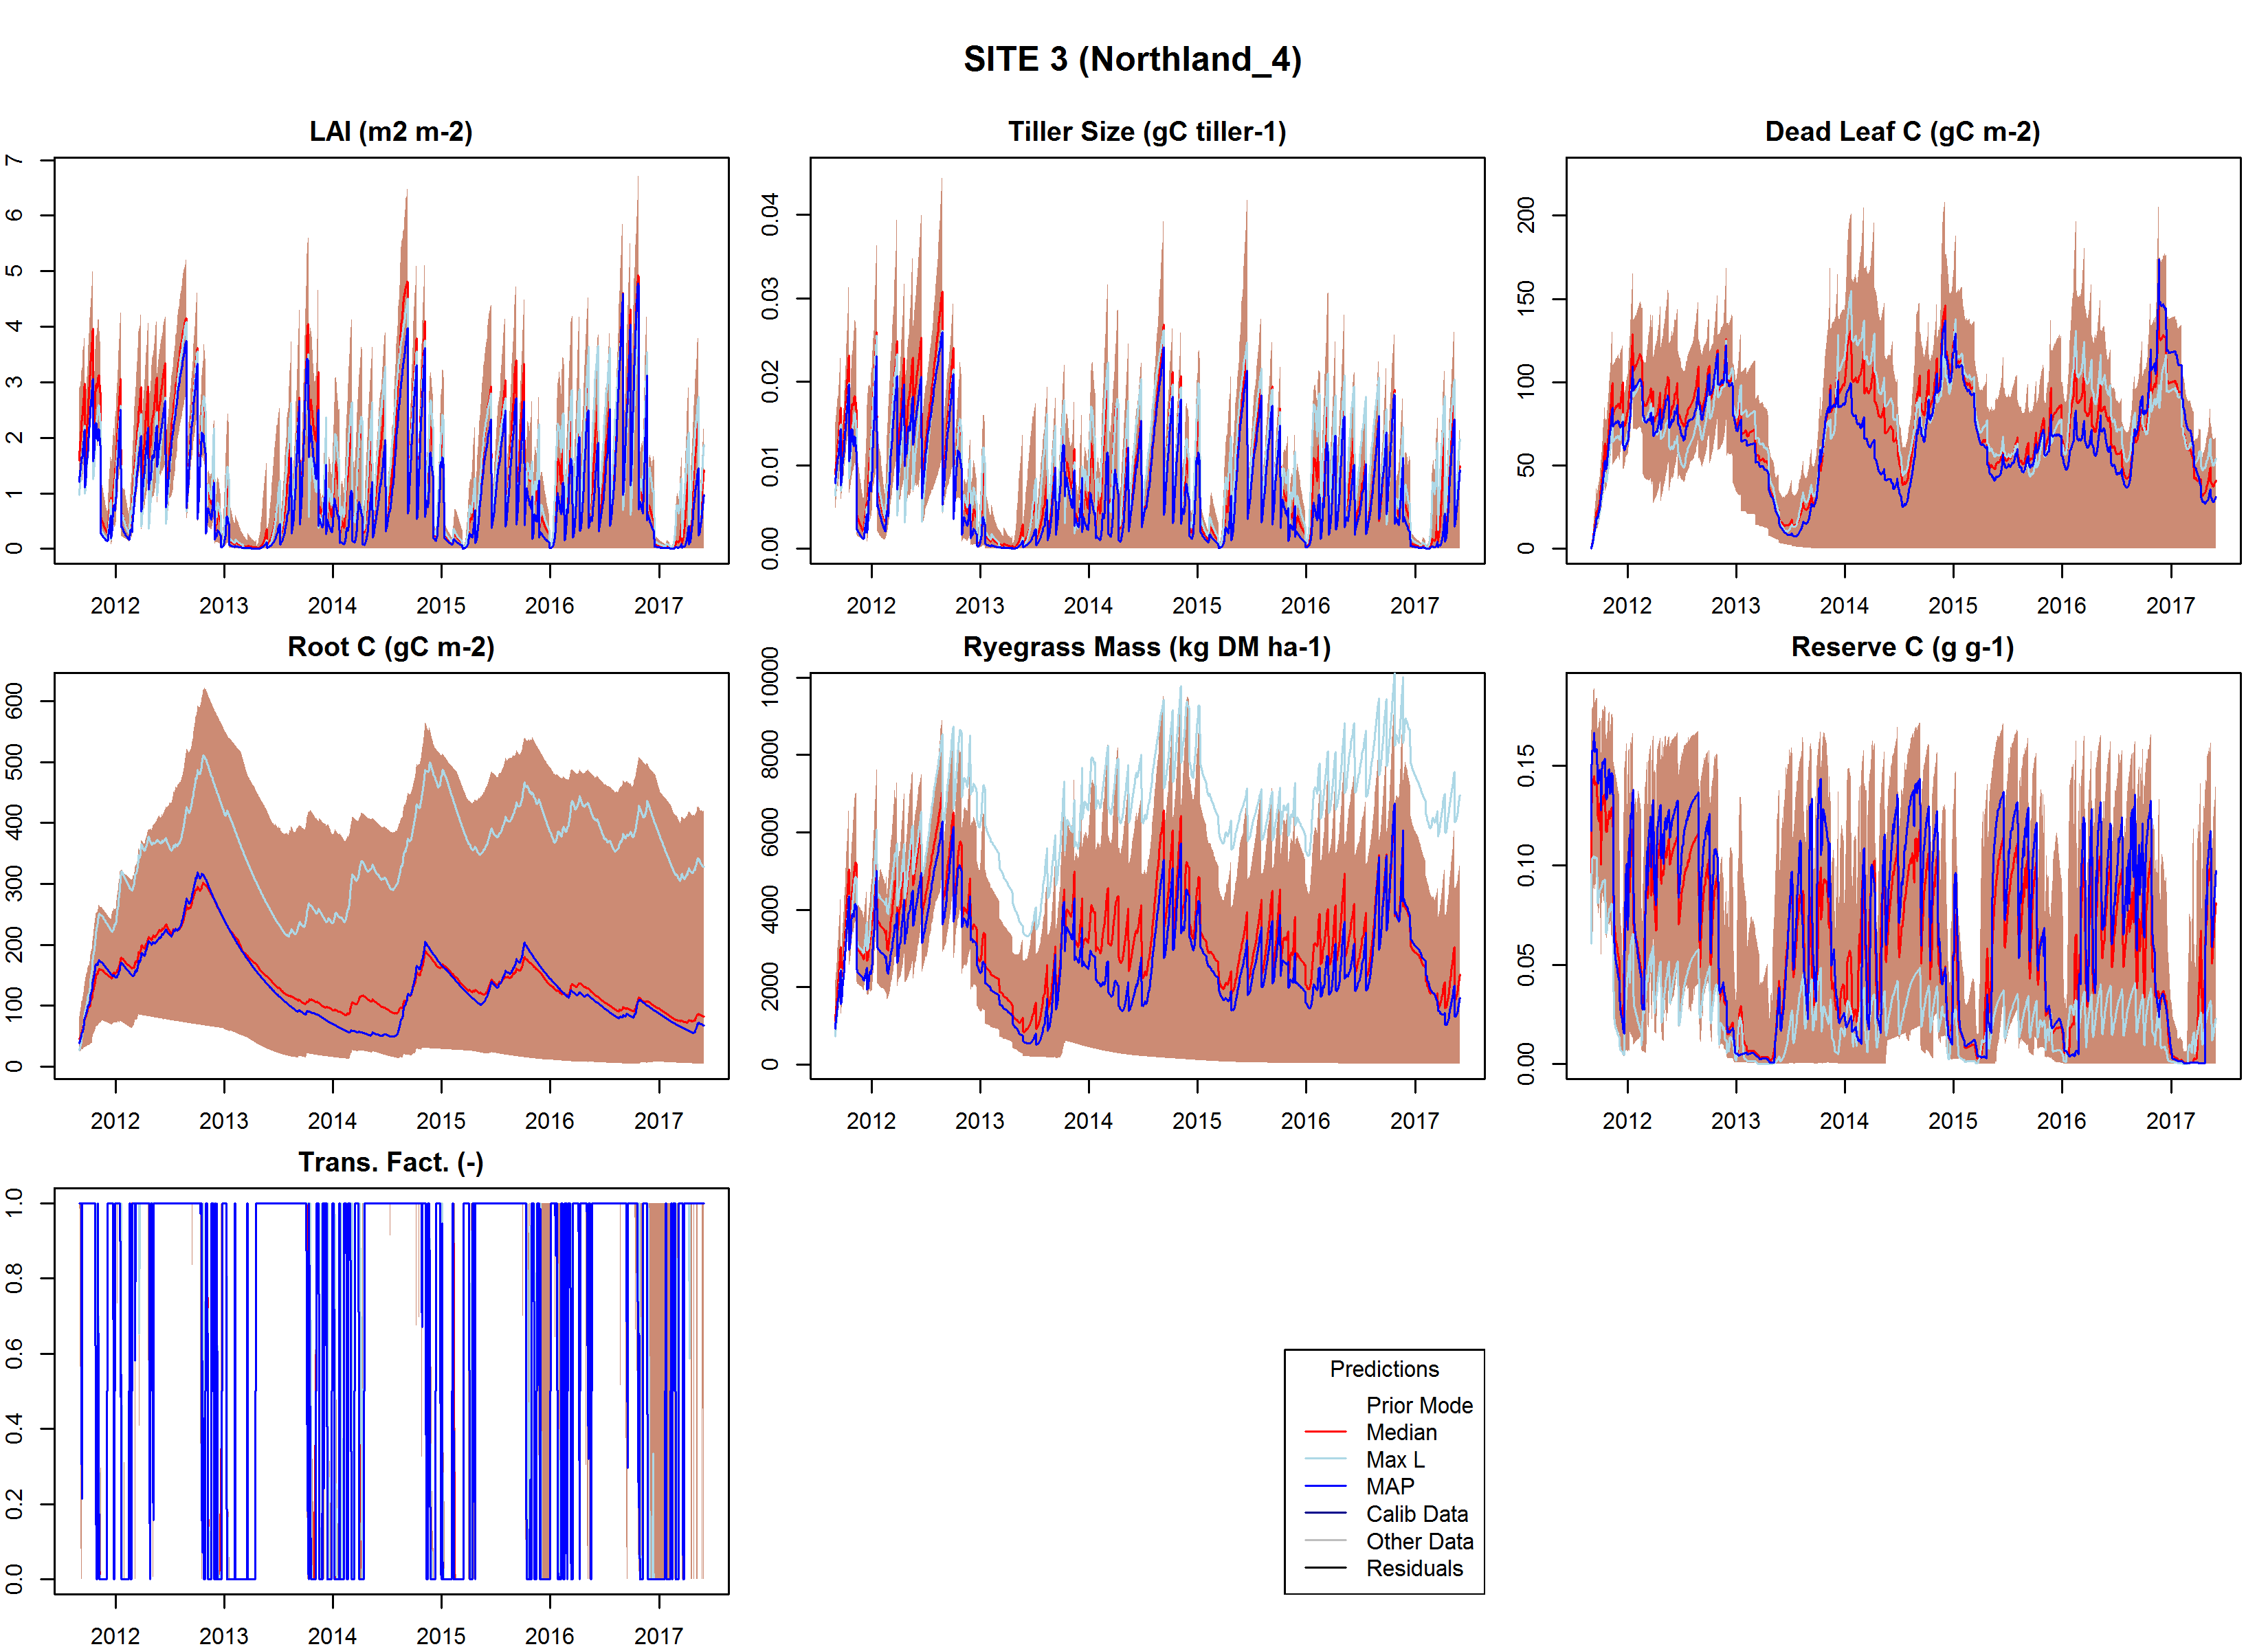 SITE 3 (Northland_4)
LAI (m2 m-2)
Tiller Size (gC tiller-1)
Dead Leaf C (gC m-2)
7
6
5
4
3
2
1
0
0.04
0.03
0.02
0.01
0.00
200
150
100
50
0
2012 2013 2014 2015 2016 2017
2012 2013 2014 2015 2016 2017
2012 2013 2014 2015 2016 2017
Root C (gC m-2)
Ryegrass Mass (kg DM ha-1)
Reserve C (g g-1)
600
500
400
300
200
100
0
10000
8000
6000
4000
2000
0
0.15
0.10
0.05
0.00
2012 2013 2014 2015 2016 2017
2012 2013 2014 2015 2016 2017
2012 2013 2014 2015 2016 2017
Trans. Fact. (-)
1.0
0.8
0.6
0.4
0.2
0.0
2012 2013 2014 2015 2016 2017
Predictions
Prior Mode
Median
Max L
MAP
Calib Data
Other Data
Residuals